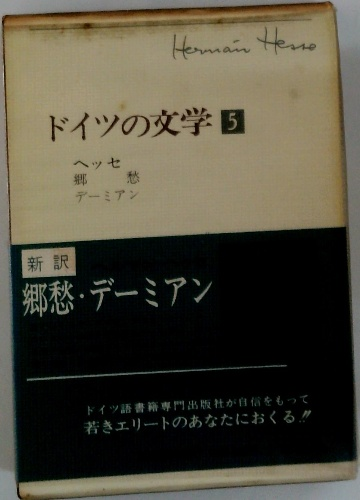 Hermann Hesse
ドイツの文学 5
ヘッセ
郷愁
デーミアン
新訳
郷愁・デーミアン
ドイツ語書籍専門出版社が自信をもって
若きエリートのあなたにおくる!!